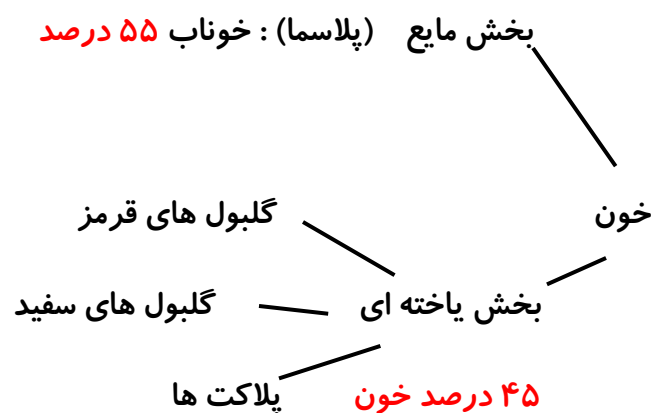 بخش مایع (پلاسما) : خوناب ۵۵ درصد
خون
گلبول های قرمز
بخش یاخته ای
گلبول های سفید
۴۵ درصد خون
پلاکت ها